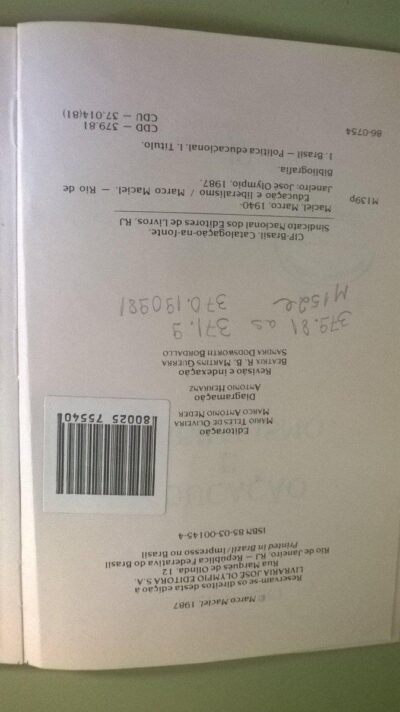 © Marco Maciel, 1987
Reservam-se os direitos desta edição a
LIVRARIA JOSÉ OLYMPIO EDITORA S.A.
Rua Marquês de Olinda, 12
Rio de Janeiro, RJ — República Federativa do Brasil
Printed in Brazil / Impresso no Brasil
ISBN 85-03-00145-4
Editoração
MARIO TELES DE OLIVEIRA
MARCO ANTONIO NEDER
Diagramação
ANTONIO HERRANZ
Revisão e indexação
BEATRIX R. B. MARTINS GUERRA
SANDRA DODSWORTH BORDALLO
80025 75540
379.81 as 371.9
M152e 370.190981
CIP-Brasil. Catalogação-na-fonte.
Sindicato Nacional dos Editores de Livros, RJ
Maciel, Marco, 1940-
M139p Educação e liberalismo / Marco Maciel. — Rio de
Janeiro: José Olympio, 1987.
Bibliografia.
1. Brasil — Política educacional. I. Título.
CDD — 379.81
86-0754 CDU — 37.014(81)